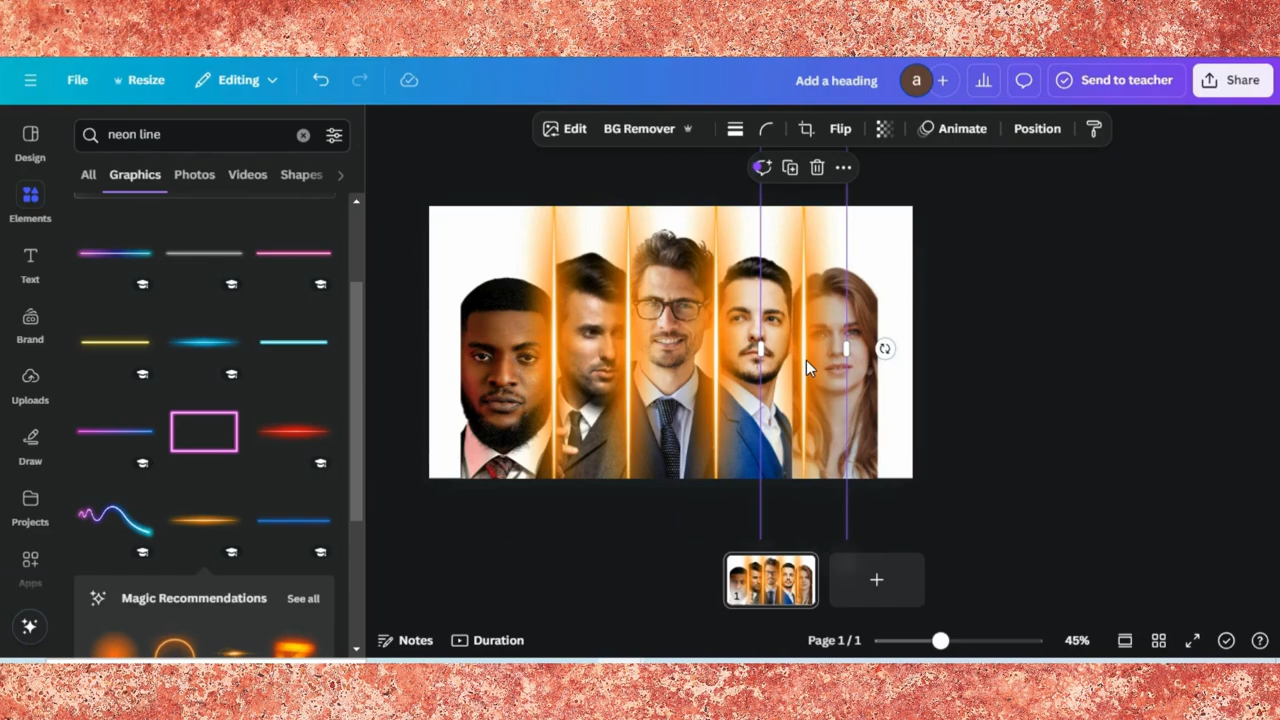 File
Resize
Editing
Add a heading
a
Send to teacher
Share
Design
Elements
Text
Brand
Uploads
Draw
Projects
Apps
neon line
All
Graphics
Photos
Videos
Shapes
Magic Recommendations
See all
Edit
BG Remover
Flip
Animate
Position
1
Notes
Duration
Page 1 / 1
45%